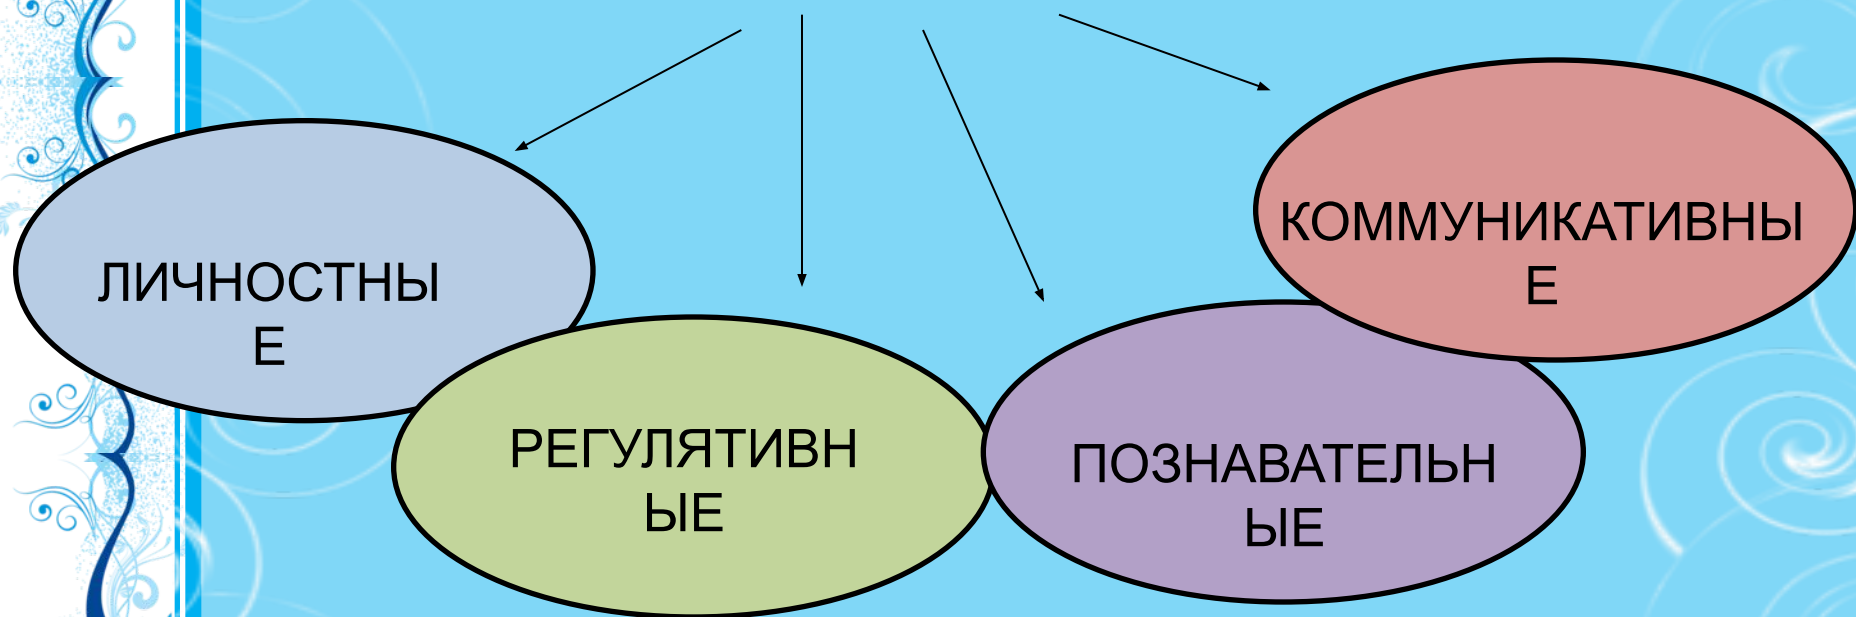 ЛИЧНОСТНЫ
Е
РЕГУЛЯТИВН
ЫЕ
ПОЗНАВАТЕЛЬН
ЫЕ
КОММУНИКАТИВНЫ
Е